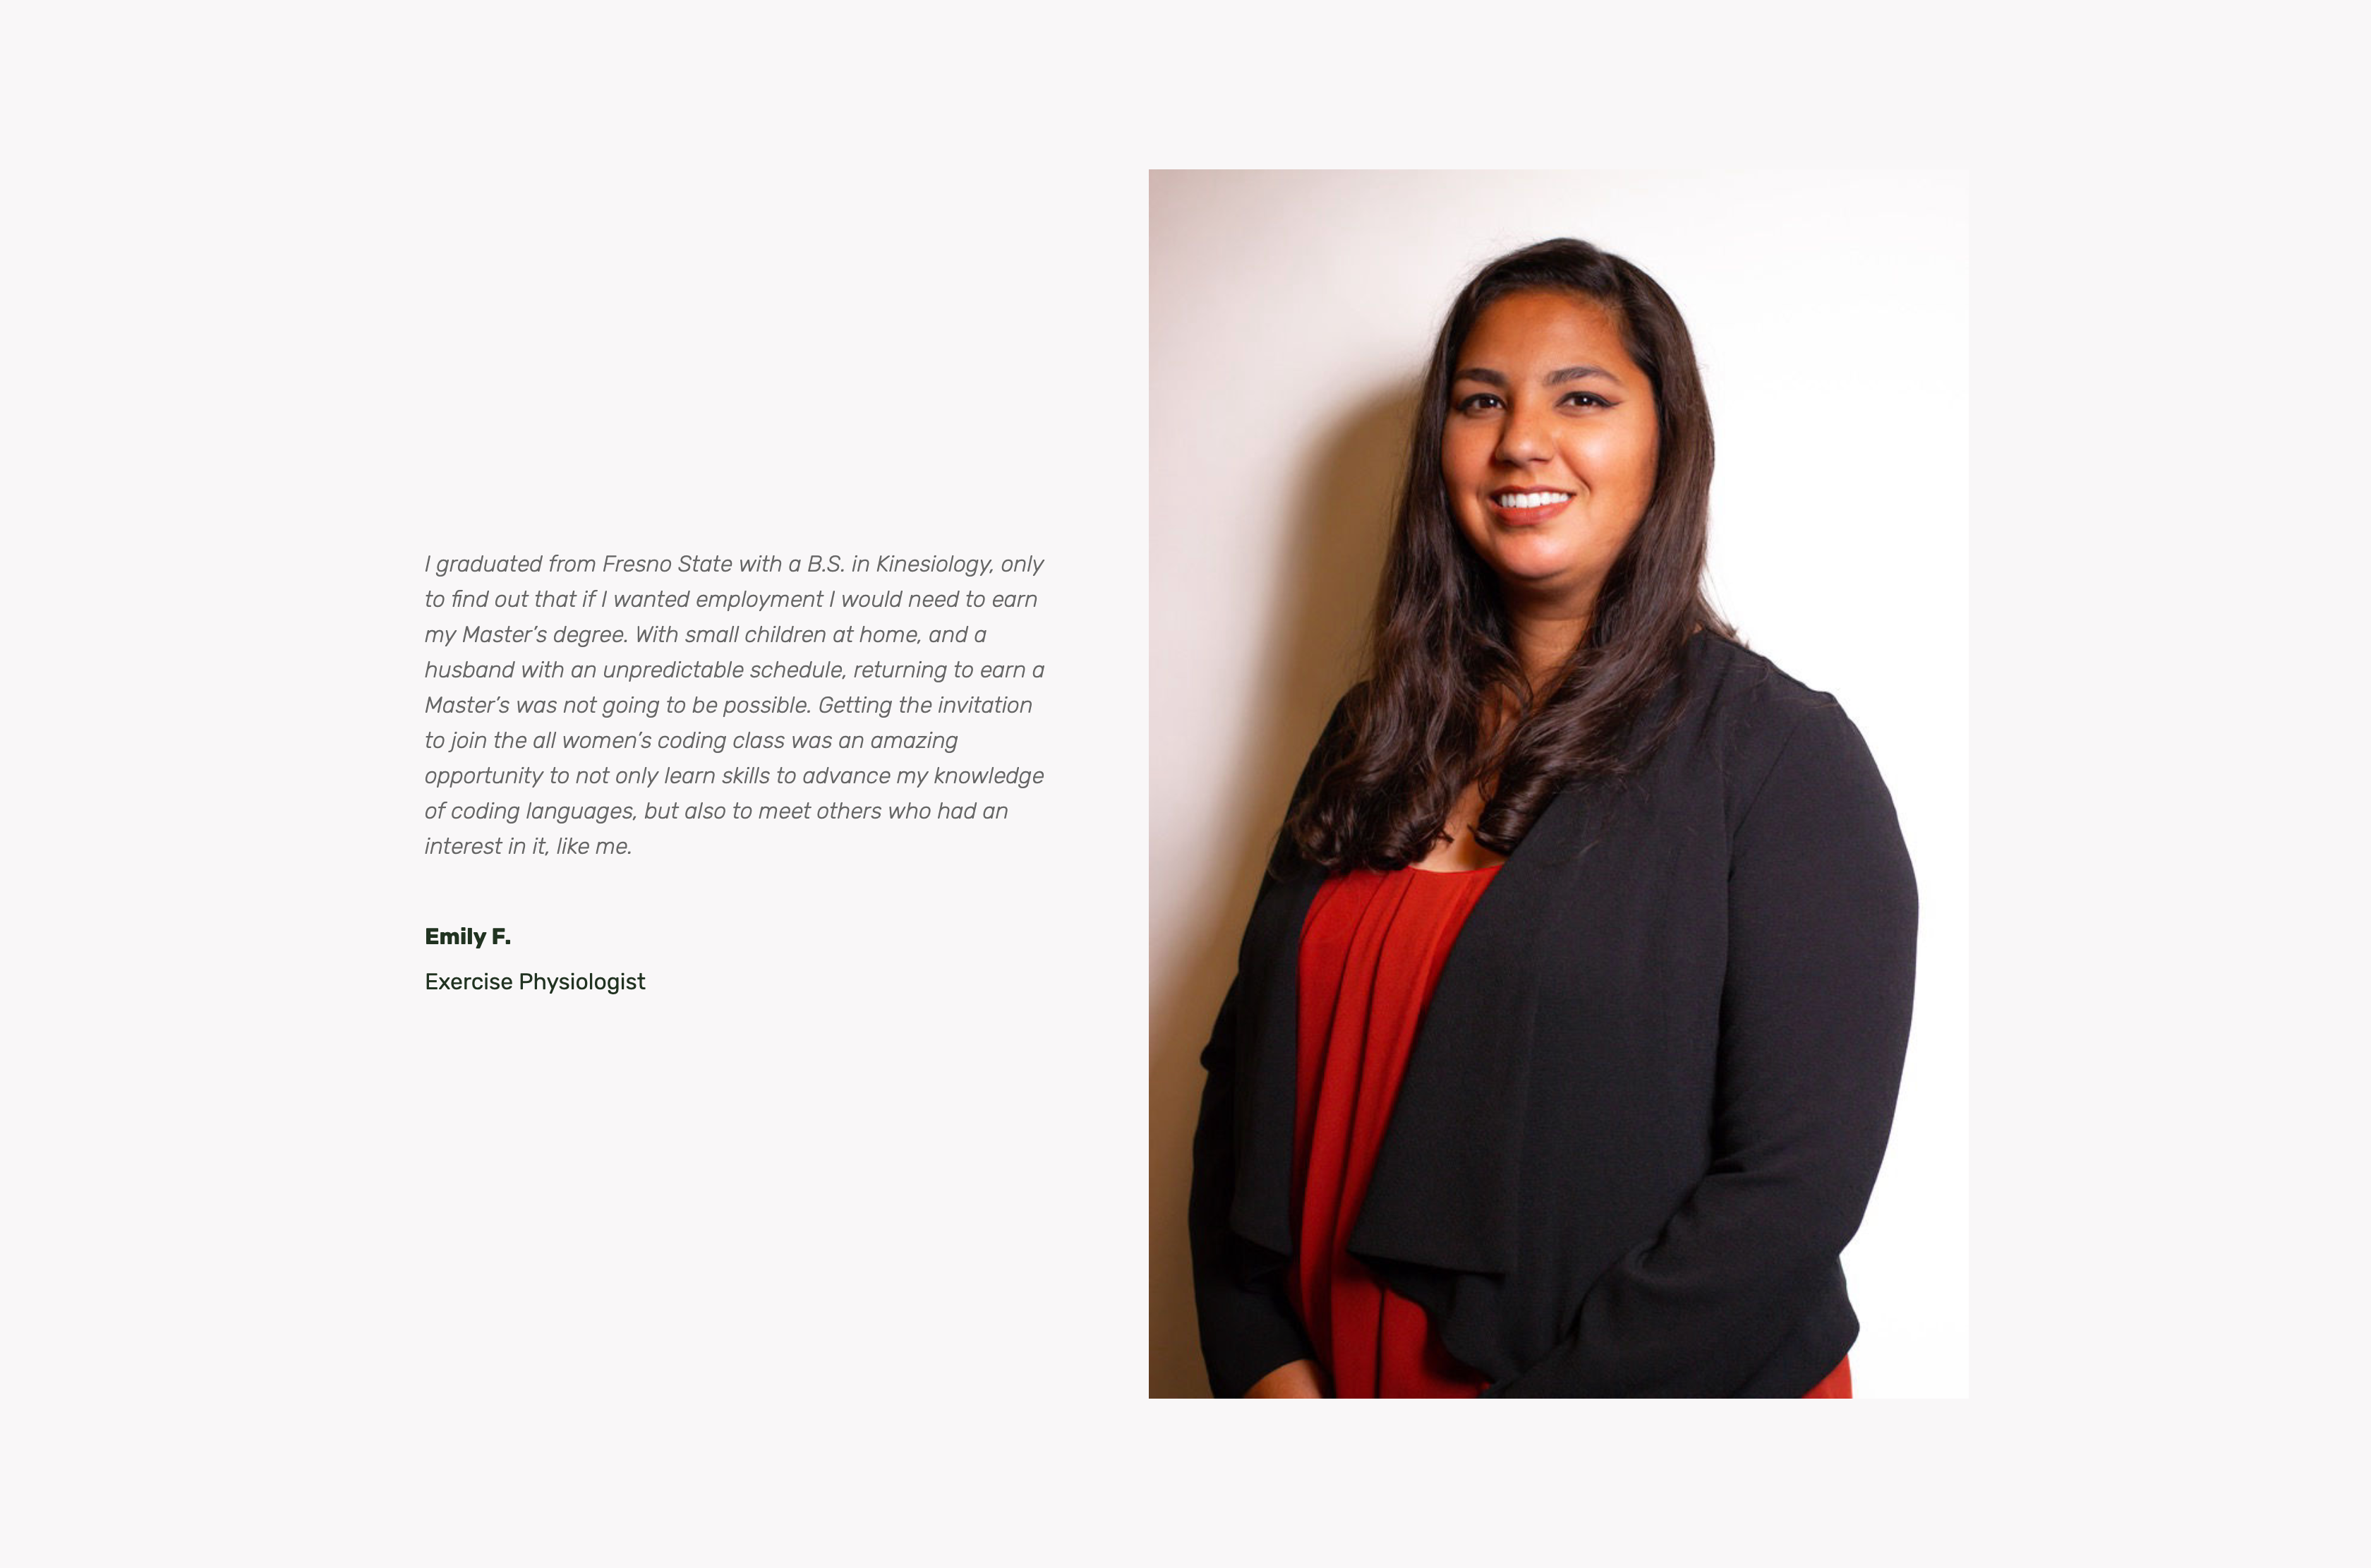 I graduated from Fresno State with a B.S. in Kinesiology, only
to find out that if I wanted employment I would need to earn
my Master’s degree. With small children at home, and a
husband with an unpredictable schedule, returning to earn a
Master’s was not going to be possible. Getting the invitation
to join the all women’s coding class was an amazing
opportunity to not only learn skills to advance my knowledge
of coding languages, but also to meet others who had an
interest in it, like me.
Emily F.
Exercise Physiologist